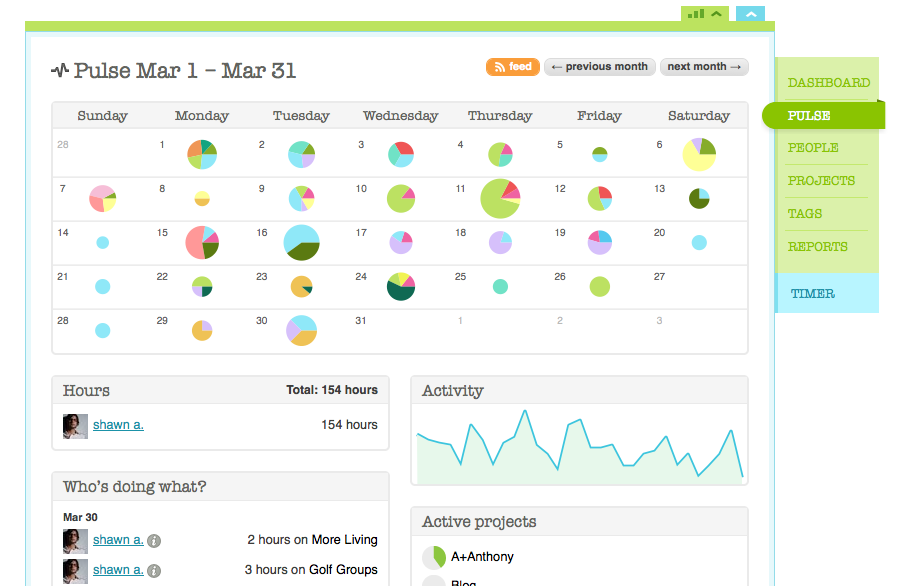 Pulse Mar 1 – Mar 31
feed
← previous month
next month →
DASHBOARD
PULSE
PEOPLE
PROJECTS
TAGS
REPORTS
TIMER
Sunday Monday Tuesday Wednesday Thursday Friday Saturday
28 1 2 3 4 5 6
7 8 9 10 11 12 13
14 15 16 17 18 19 20
21 22 23 24 25 26 27
28 29 30 31 1 2 3
Hours Total: 154 hours
shawn a. 154 hours
Activity
Who's doing what?
Mar 30
shawn a. i 2 hours on More Living
shawn a. i 3 hours on Golf Groups
Active projects
A+Anthony
Blog